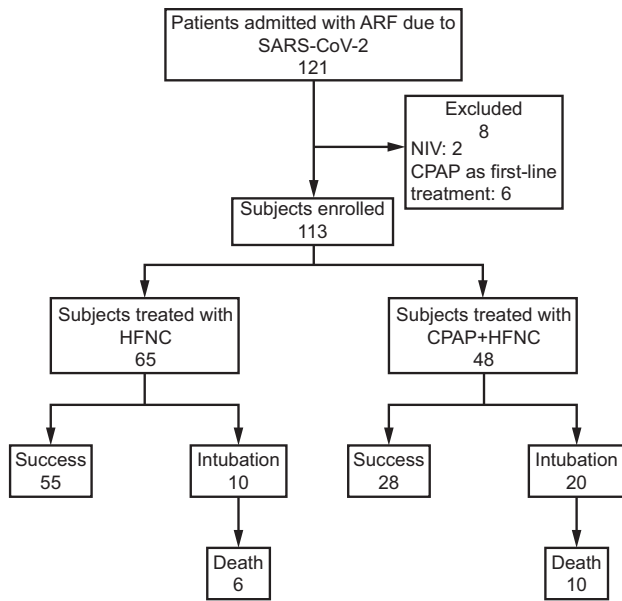 Patients admitted with ARF due to
SARS-CoV-2
121
Excluded
8
NIV: 2
CPAP as first-line
treatment: 6
Subjects enrolled
113
Subjects treated with
HFNC
65
Subjects treated with
CPAP+HFNC
48
Success
55
Intubation
10
Success
28
Intubation
20
Death
6
Death
10